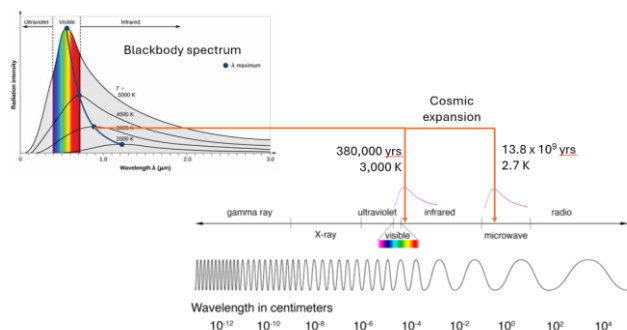 Ultraviolet Visible Infrared
Blackbody spectrum
λ maximum
T =
5000 K
4000 K
3000 K
2000 K
Radiation Intensity
0 1.0 2.0 3.0
Wavelength λ (μm)
Cosmic
expansion
380,000 yrs
3,000 K
13.8 x 10⁹ yrs
2.7 K
gamma ray
X-ray
ultraviolet
visible
infrared
microwave
radio
Wavelength in centimeters
10⁻¹² 10⁻¹⁰ 10⁻⁸ 10⁻⁶ 10⁻⁴ 10⁻² 10⁰ 10² 10⁴